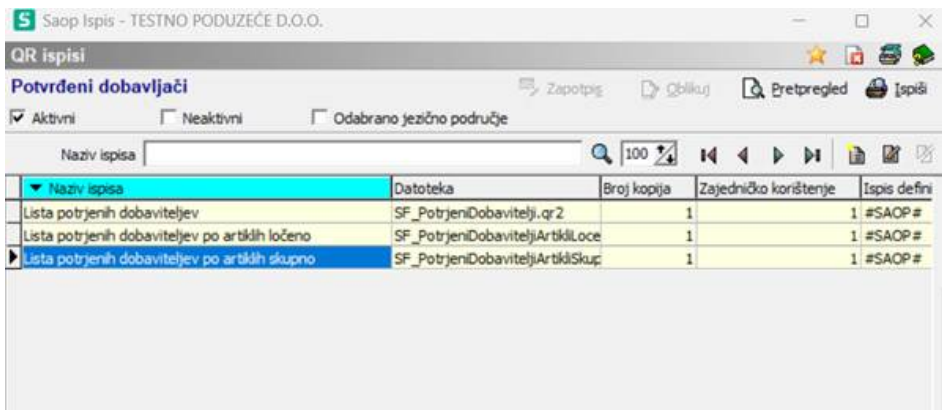 Saop Ispis - TESTNO PODUZEĆE D.O.O.
QR ispisi
Potvrđeni dobavljači
Zapotpis
Oblikuj
Pretpregled
Ispiši
Aktivni
Neaktivni
Odabrano jezično područje
Naziv ispisa
100
Naziv ispisa Datoteka Broj kopija Zajedničko korištenje Ispis defini
Lista potrjenih dobaviteljev SF_PotrjeniDobavitelji.qr2 1 1 #SAOP#
Lista potrjenih dobaviteljev po artiklih ločeno SF_PotrjeniDobaviteljiArtikliLoce 1 1 #SAOP#
Lista potrjenih dobaviteljev po artiklih skupno SF_PotrjeniDobaviteljiArtikliSkup 1 1 #SAOP#